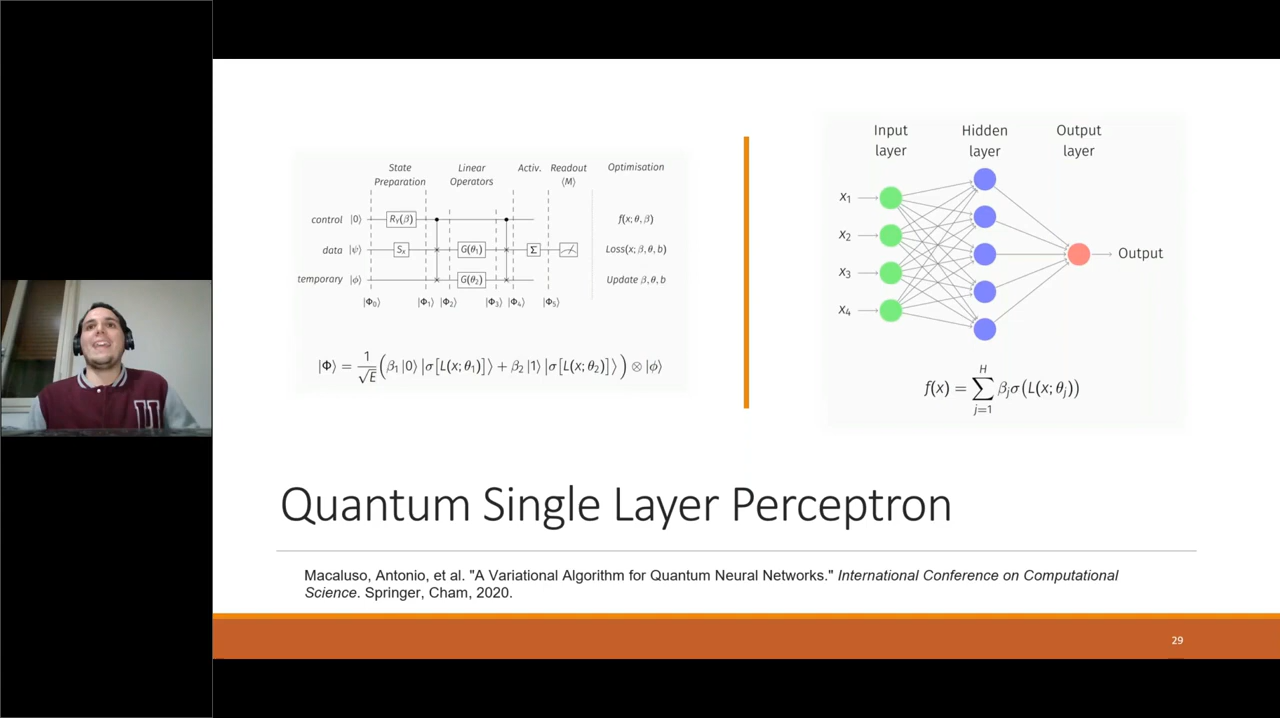 State
Preparation
Linear
Operators
Activ.
Readout
⟨M⟩
Optimisation
control |0⟩ R_Y(β) f(x; θ, β)
data |ψ⟩ S_x G(θ₁) Σ Loss(x; β, θ, b)
temporary |ϕ⟩ G(θ₂) Update β, θ, b
|Φ₀⟩ |Φ₁⟩ |Φ₂⟩ |Φ₃⟩ |Φ₄⟩ |Φ₅⟩
|Φ⟩ = 1/√E (β₁ |0⟩ |σ[L(x; θ₁)]⟩ + β₂ |1⟩ |σ[L(x; θ₂)]⟩) ⊗ |ϕ⟩
Input
layer
Hidden
layer
Output
layer
x₁
x₂
x₃
x₄
Output
f(x) = ∑_{j=1}^{H} β_jσ(L(x; θ_j))
Quantum Single Layer Perceptron
Macaluso, Antonio, et al. "A Variational Algorithm for Quantum Neural Networks." International Conference on Computational
Science. Springer, Cham, 2020.
29